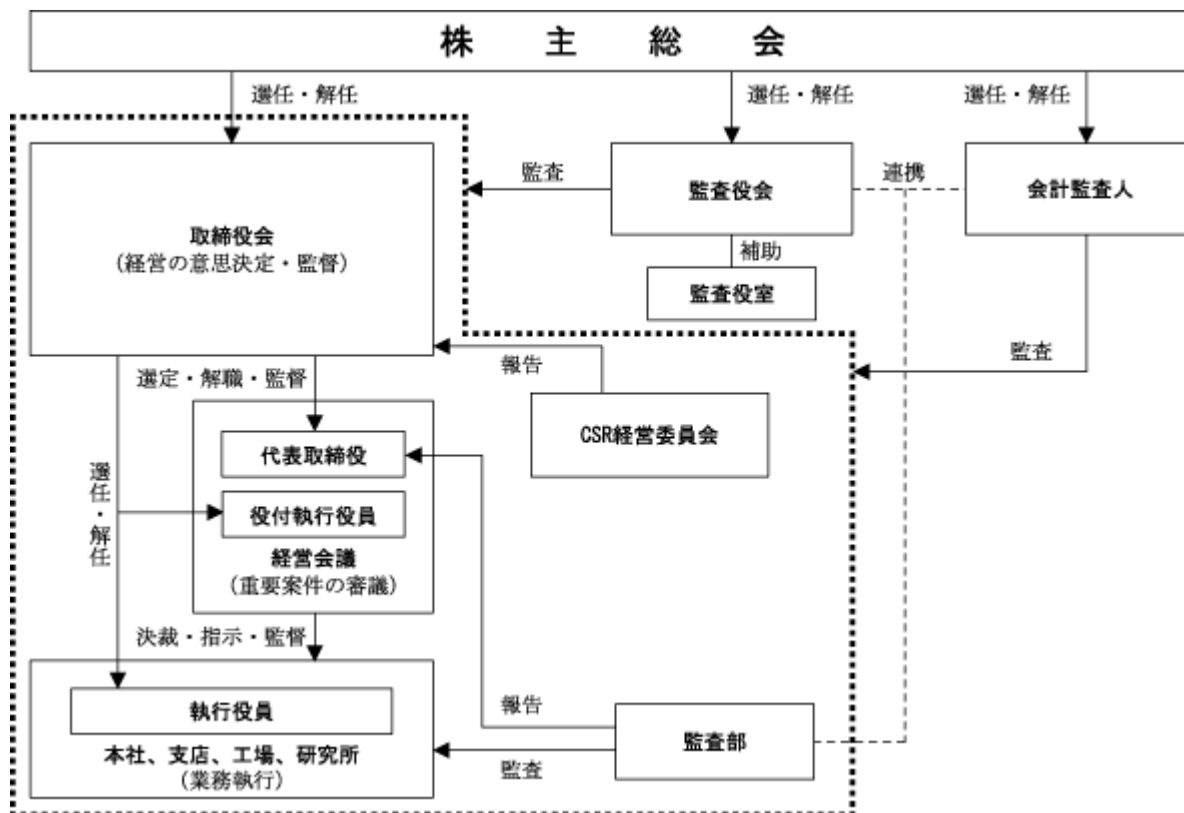 株主総会
選任・解任
選任・解任
選任・解任
取締役会
(経営の意思決定・監督)
監査
監査役会
連携
会計監査人
補助
監査役室
監査
報告
CSR経営委員会
選定・解職・監督
代表取締役
選任・解任
役付執行役員
経営会議
(重要案件の審議)
決裁・指示・監督
執行役員
本社、支店、工場、研究所
(業務執行)
報告
監査
監査部